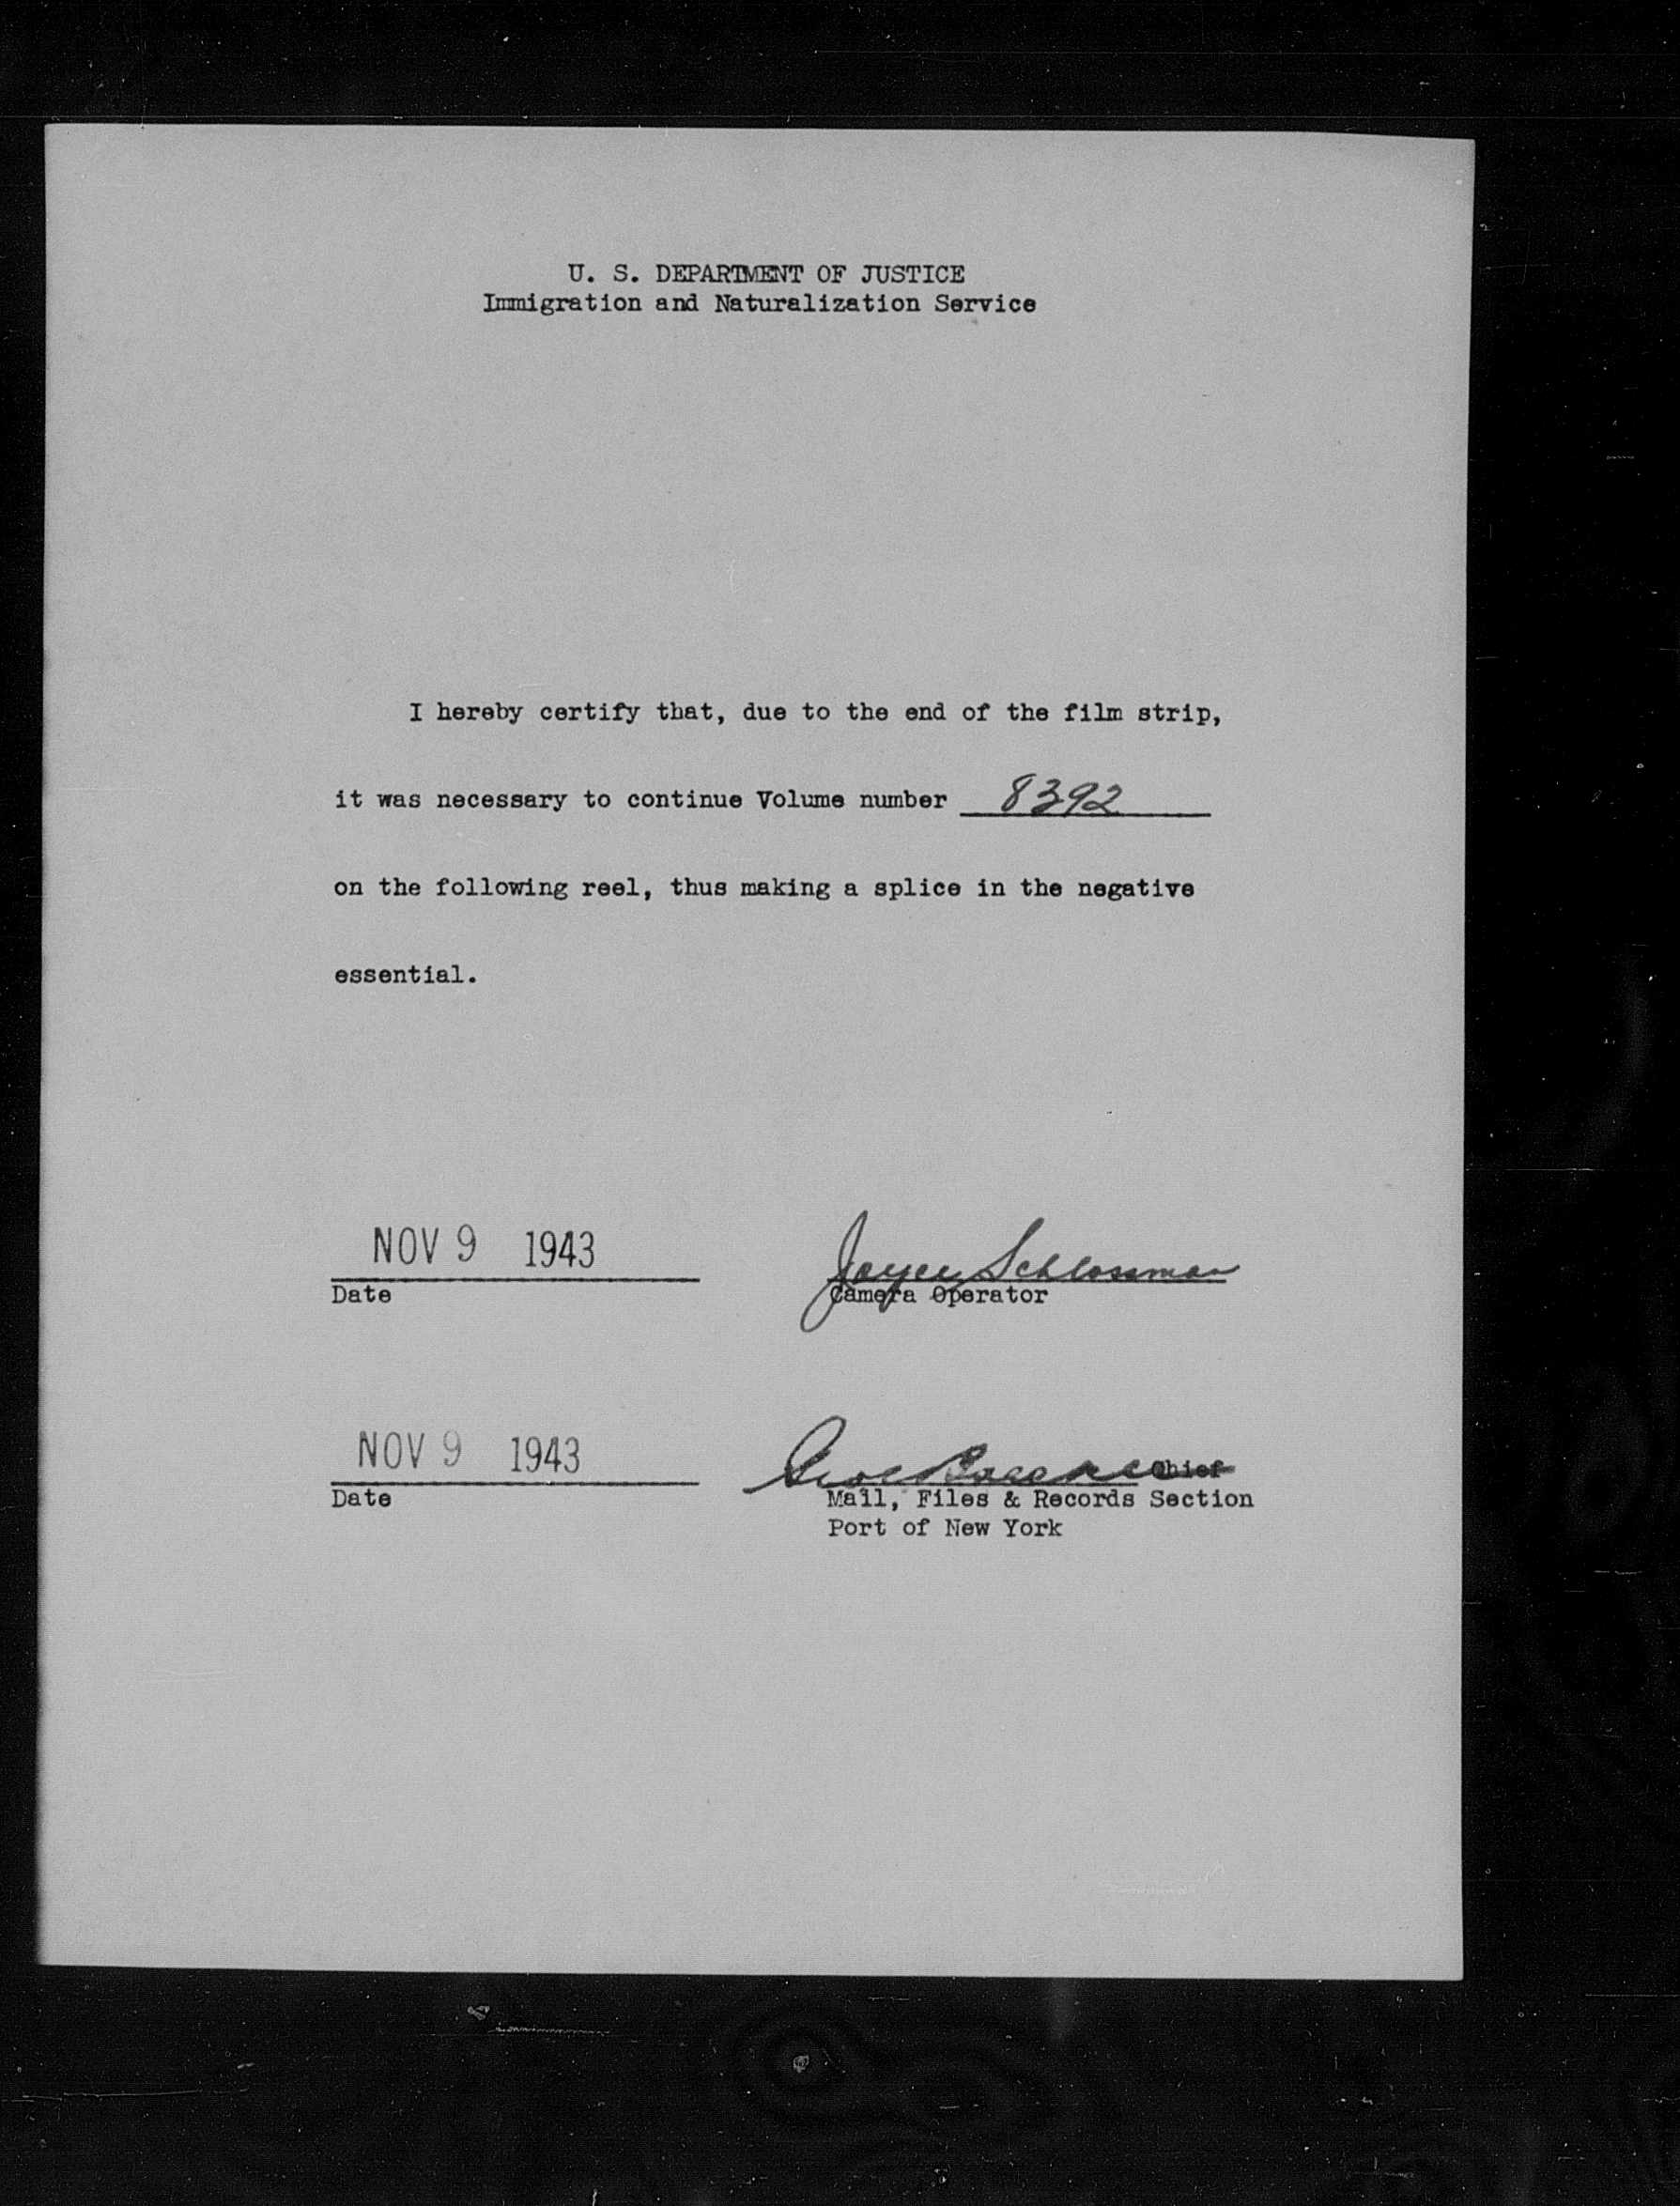 U. S. DEPARTMENT OF JUSTICE
Immigration and Naturalization Service
I hereby certify that, due to the end of the film strip,
it was necessary to continue Volume number 8392
on the following reel, thus making a splice in the negative
essential.
NOV 9 1943
Joyce Schlossman
Date
Camera Operator
NOV 9 1943
Chief
Date
Mail, Files & Records Section
Port of New York